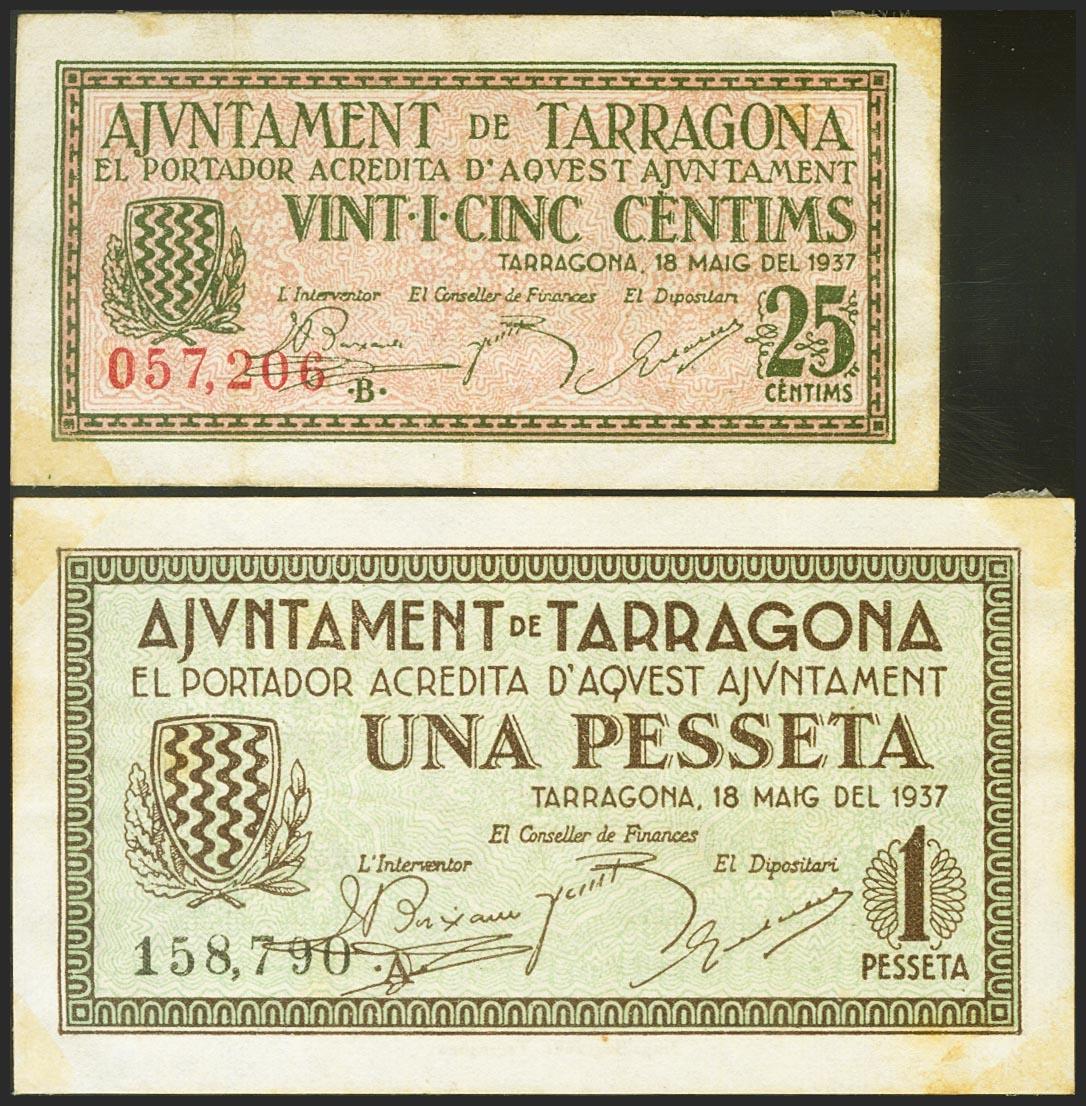 AJVNTAMENT DE TARRAGONA
EL PORTADOR ACREDITA D'AQVEST AJVNTAMENT
VINT·I·CINC CÈNTIMS
TARRAGONA, 18 MAIG DEL 1937
L'Interventor El Conseller de Finances El Dipositari
25
CÈNTIMS
057,206 ·B·
AJVNTAMENT DE TARRAGONA
EL PORTADOR ACREDITA D'AQVEST AJVNTAMENT
UNA PESSETA
TARRAGONA, 18 MAIG DEL 1937
El Conseller de Finances
L'Interventor El Dipositari
1
PESSETA
158,790 ·A·